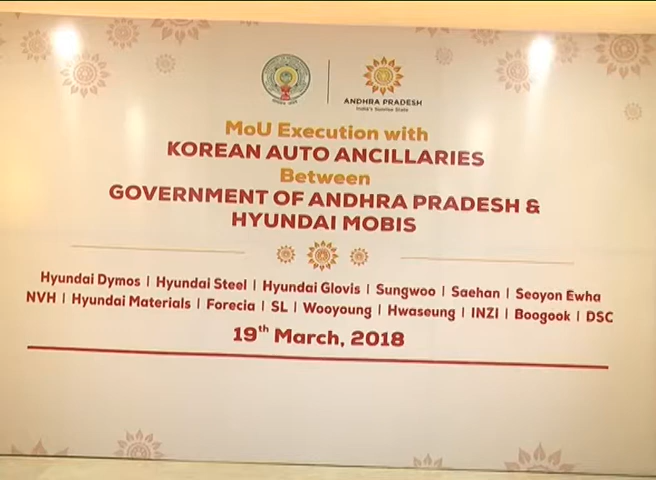 ANDHRA PRADESH
India's Sunrise State
MoU Execution with
KOREAN AUTO ANCILLARIES
Between
GOVERNMENT OF ANDHRA PRADESH &
HYUNDAI MOBIS
Hyundai Dymos | Hyundai Steel | Hyundai Glovis | Sungwoo | Saehan | Seoyon Ewha
NVH | Hyundai Materials | Forecia | SL | Wooyoung | Hwaseung | INZI | Boogook | DSC
19th March, 2018